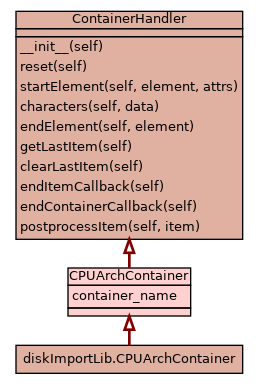 ContainerHandler
__init__(self)
reset(self)
startElement(self, element, attrs)
characters(self, data)
endElement(self, element)
getLastItem(self)
clearLastItem(self)
endItemCallback(self)
endContainerCallback(self)
postprocessItem(self, item)
CPUArchContainer
container_name
diskImportLib.CPUArchContainer